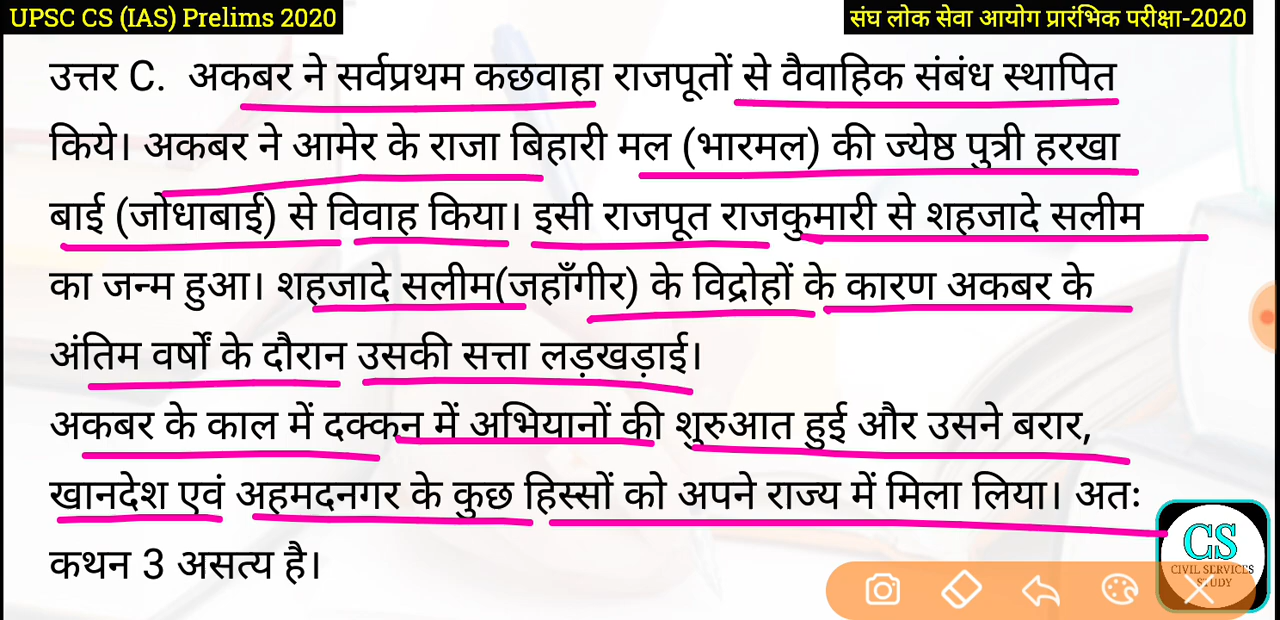 UPSC CS (IAS) Prelims 2020
संघ लोक सेवा आयोग प्रारंभिक परीक्षा-2020
उत्तर C. अकबर ने सर्वप्रथम कछवाहा राजपूतों से वैवाहिक संबंध स्थापित
किये। अकबर ने आमेर के राजा बिहारी मल (भारमल) की ज्येष्ठ पुत्री हरखा
बाई (जोधाबाई) से विवाह किया। इसी राजपूत राजकुमारी से शहजादे सलीम
का जन्म हुआ। शहजादे सलीम(जहाँगीर) के विद्रोहों के कारण अकबर के
अंतिम वर्षों के दौरान उसकी सत्ता लड़खड़ाई।
अकबर के काल में दक्कन में अभियानों की शुरुआत हुई और उसने बरार,
खानदेश एवं अहमदनगर के कुछ हिस्सों को अपने राज्य में मिला लिया। अतः
कथन 3 असत्य है।
CS
CIVIL SERVICES
STUDY